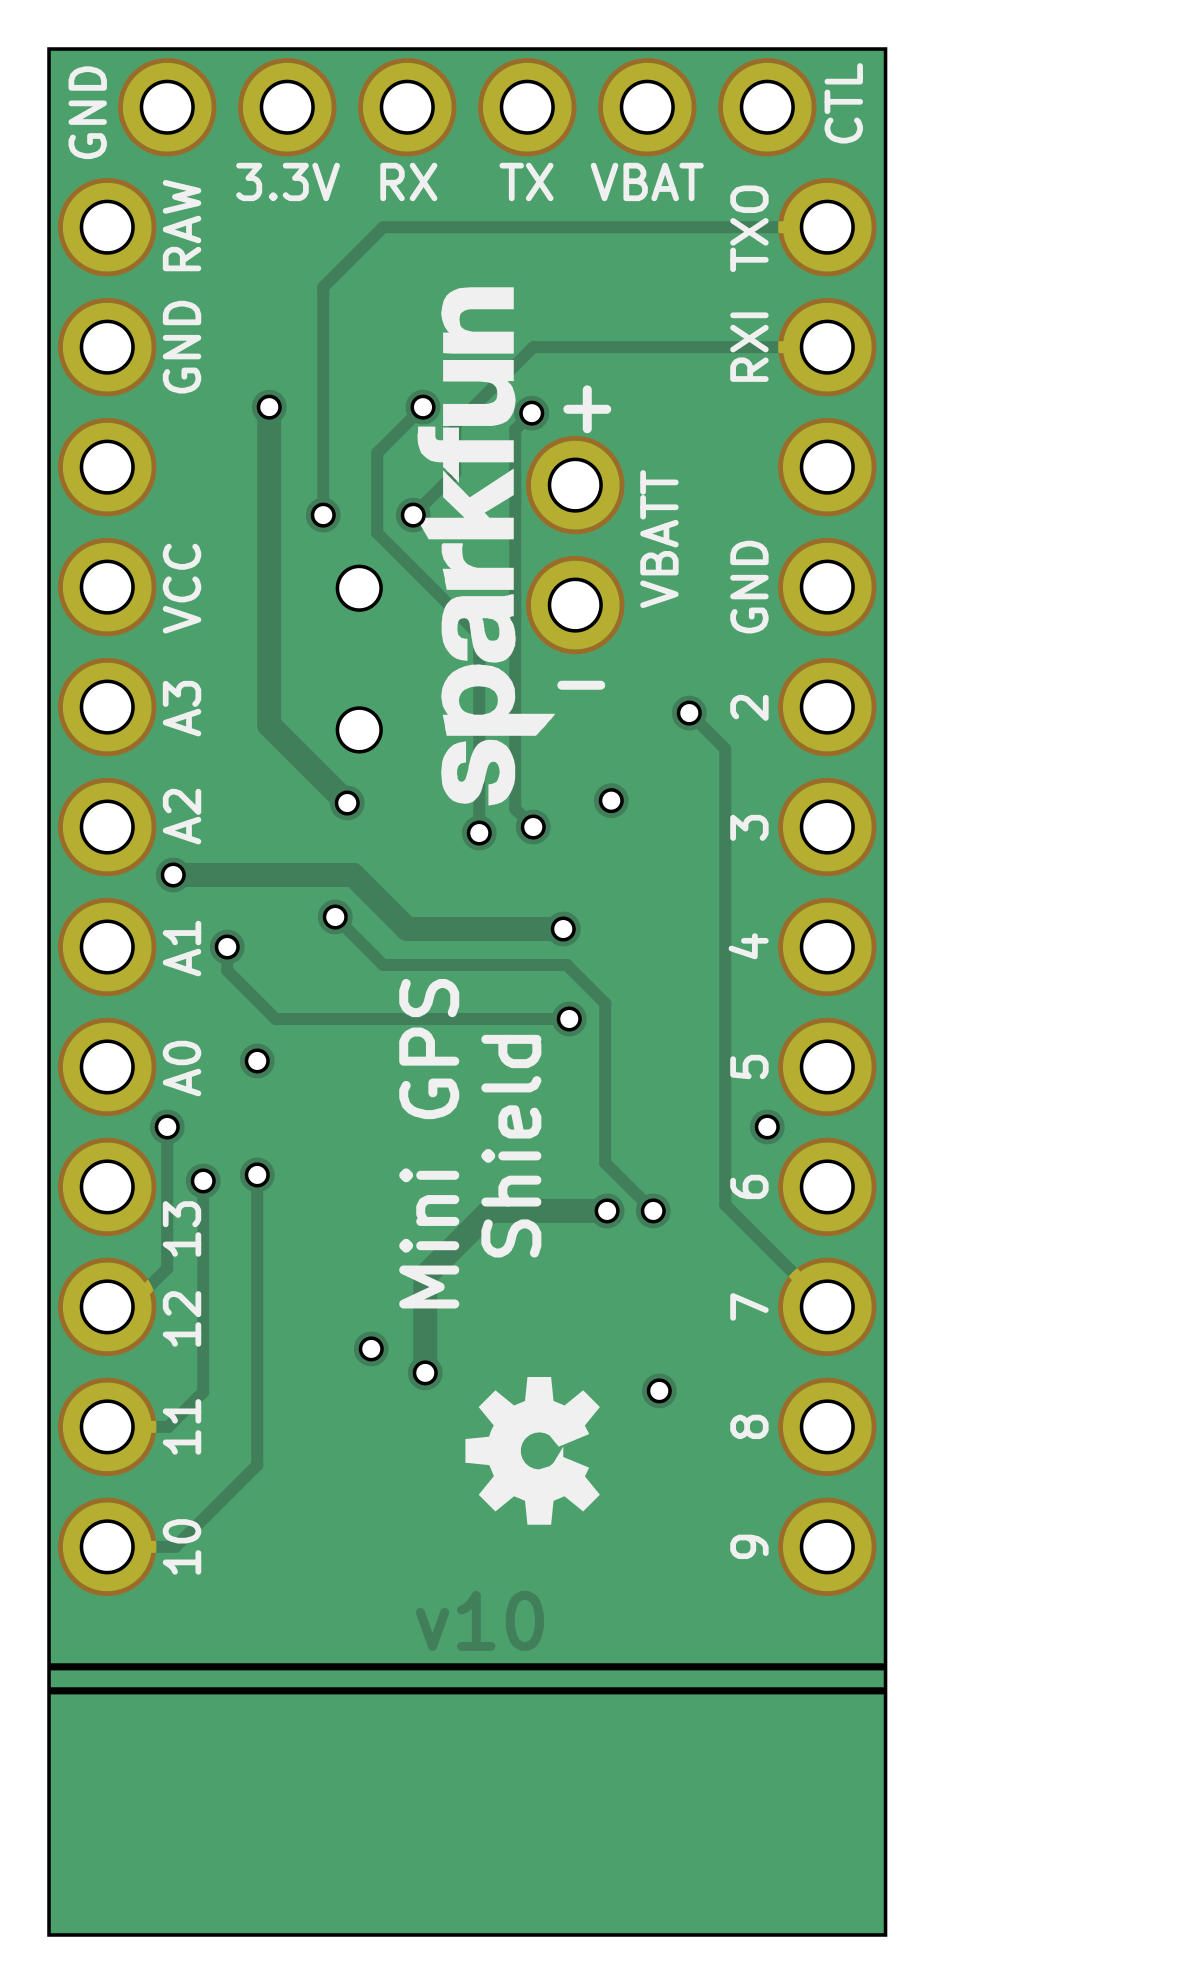 GND
CTL
3.3V RX TX VBAT
RAW
GND
VCC
A3
A2
A1
A0
13
12
11
10
TXO
RXI
GND
2
3
4
5
6
7
8
9
+
VBATT
−
sparkfun
Mini GPS
Shield
v10